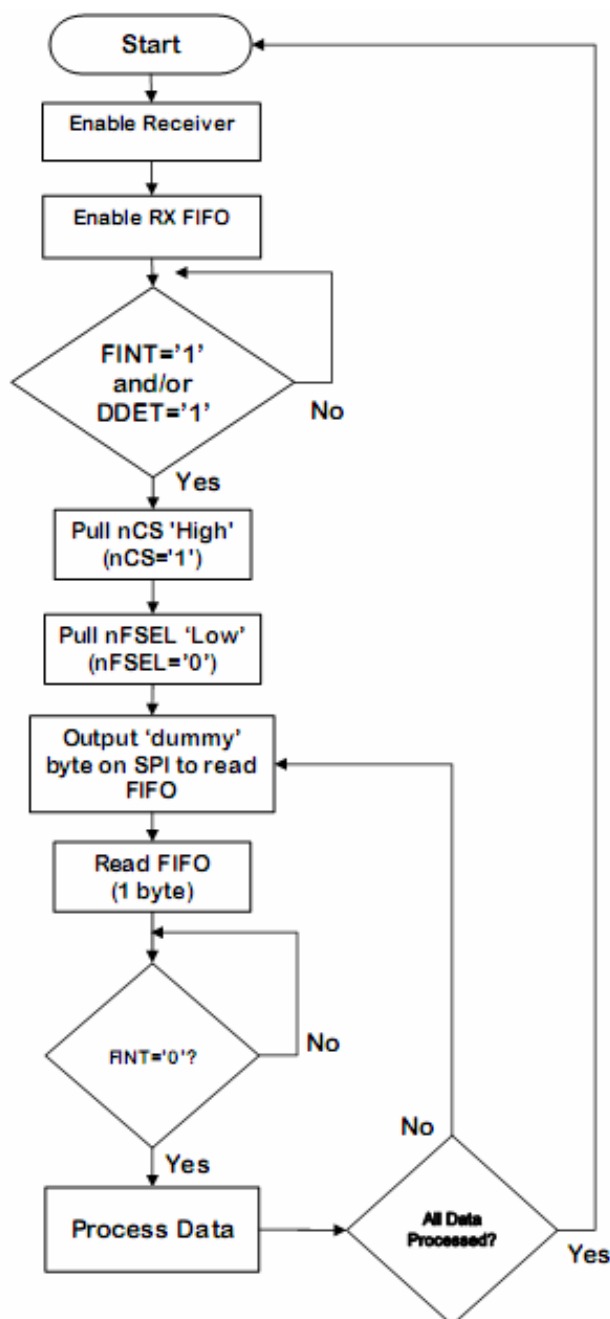 Start
Enable Receiver
Enable RX FIFO
FINT='1'
and/or
DDET='1'
No
Yes
Pull nCS 'High'
(nCS='1')
Pull nFSEL ‘Low’
(nFSEL='0’)
Output ‘dummy’
byte on SPI to read
FIFO
Read FIFO
(1 byte)
FINT='0'?
No
Yes
Process Data
No
All Data
Processed?
Yes